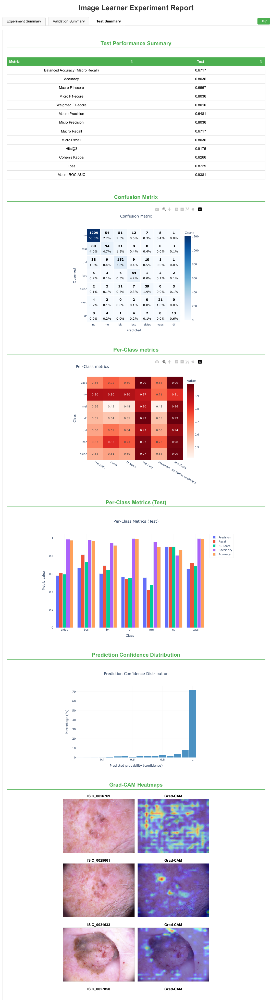 Image Learner Experiment Report
Experiment Summary Validation Summary Test Summary Help
Test Performance Summary
Metric Test
Balanced Accuracy (Macro Recall) 0.6717
Accuracy 0.8036
Macro F1-score 0.6567
Micro F1-score 0.8036
Weighted F1-score 0.8010
Macro Precision 0.6481
Micro Precision 0.8036
Macro Recall 0.6717
Micro Recall 0.8036
Hits@3 0.9175
Cohen's Kappa 0.6266
Loss 0.8729
Macro ROC-AUC 0.9381
Confusion Matrix
Confusion Matrix
Count
nv 1209 54 51 12 7 8 1
60.3% 2.7% 2.5% 0.6% 0.3% 0.4% 0.0%
mel 80 94 31 8 8 0 3
4.0% 4.7% 1.5% 0.4% 0.4% 0.0% 0.1%
bkl 38 9 152 9 10 1 1
1.9% 0.4% 7.6% 0.4% 0.5% 0.0% 0.0%
bcc 5 3 6 84 1 2 2
0.2% 0.1% 0.3% 4.2% 0.0% 0.1% 0.1%
akiec 2 2 11 7 39 0 3
0.1% 0.1% 0.5% 0.3% 1.9% 0.0% 0.1%
vasc 4 2 0 2 0 21 0
0.2% 0.1% 0.0% 0.1% 0.0% 1.0% 0.0%
df 0 4 1 4 2 0 13
0.0% 0.2% 0.0% 0.2% 0.1% 0.0% 0.6%
nv mel bkl bcc akiec vasc df
Predicted
Observed
1200
1000
800
600
400
200
0
Per-Class metrics
Per-Class metrics
Value
vasc 0.66 0.72 0.69 0.99 0.68 0.99
nv 0.90 0.90 0.90 0.87 0.71 0.81
mel 0.56 0.42 0.48 0.90 0.43 0.96
df 0.57 0.54 0.55 0.99 0.55 0.99
bkl 0.60 0.69 0.64 0.92 0.60 0.94
bcc 0.67 0.82 0.73 0.97 0.72 0.98
akiec 0.58 0.61 0.60 0.97 0.58 0.99
precision recall f1 score accuracy matthews correlation coefficient specificity
Class
0.9
0.8
0.7
0.6
0.5
Per-Class Metrics (Test)
Per-Class Metrics (Test)
Precision
Recall
F1 Score
Specificity
Accuracy
Metric value
1
0.8
0.6
0.4
0.2
0
akiec bcc bkl df mel nv vasc
Class
Prediction Confidence Distribution
Prediction Confidence Distribution
Percentage (%)
70
60
50
40
30
20
10
0
0.4 0.6 0.8 1
Predicted probability (confidence)
Grad-CAM Heatmaps
ISIC_0026769 Grad-CAM
ISIC_0025661 Grad-CAM
ISIC_0031633 Grad-CAM
ISIC_0027850 Grad-CAM